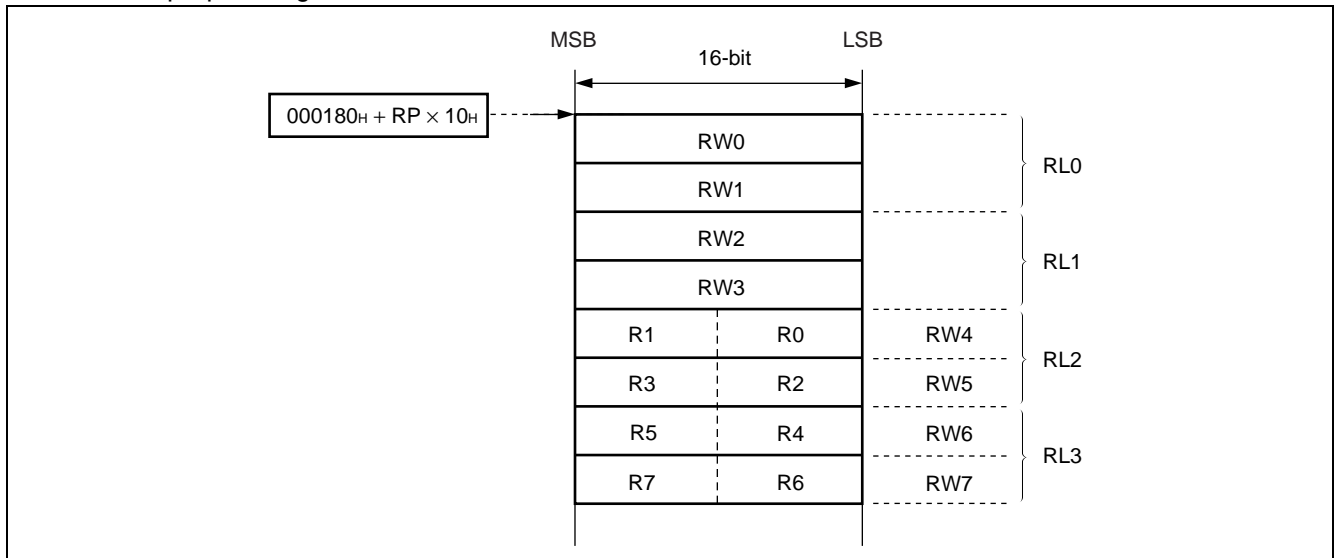 MSB LSB
16-bit
000180H + RP × 10H
RW0
RL0
RW1
RW2
RL1
RW3
R1 R0 RW4
RL2
R3 R2 RW5
R5 R4 RW6
RL3
R7 R6 RW7